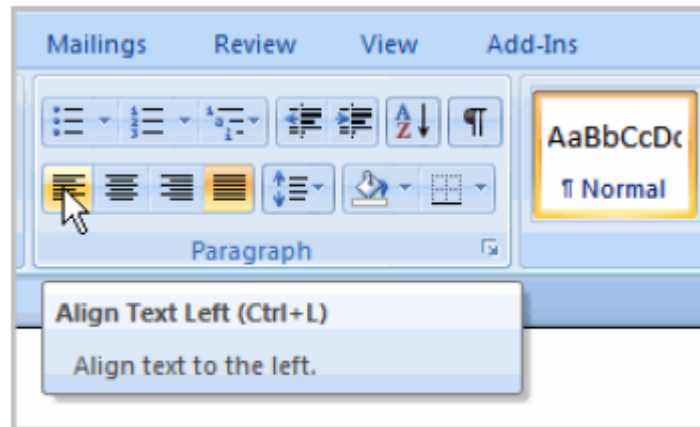 Mailings Review View Add-Ins
AaBbCcDc
¶ Normal
Paragraph
Align Text Left (Ctrl+L)
Align text to the left.